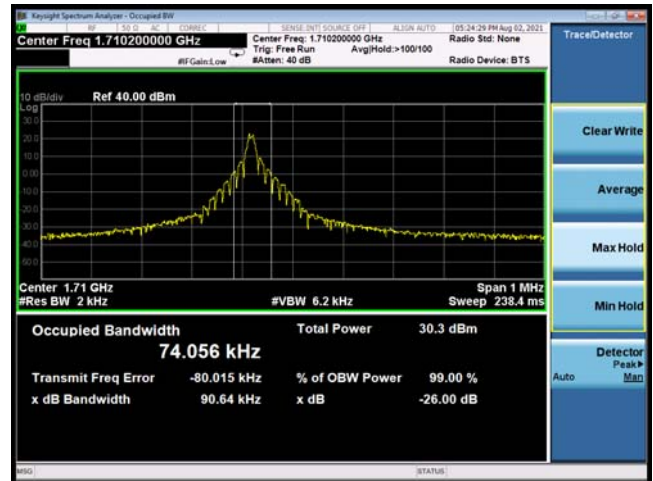 Keysight Spectrum Analyzer - Occupied BW
RF 50 Ω AC CORREC SENSE:INT SOURCE OFF ALIGN AUTO 05:24:29 PM Aug 02, 2021
Center Freq 1.710200000 GHz
Center Freq: 1.710200000 GHz Radio Std: None
Trig: Free Run Avg|Hold:>100/100
#IFGain:Low #Atten: 40 dB Radio Device: BTS
Trace/Detector
10 dB/div Ref 40.00 dBm
Log
30.0
20.0
10.0
0.00
10.0
20.0
30.0
40.0
50.0
Center 1.71 GHz Span 1 MHz
#Res BW 2 kHz #VBW 6.2 kHz Sweep 238.4 ms
Occupied Bandwidth Total Power 30.3 dBm
74.056 kHz
Transmit Freq Error -80.015 kHz % of OBW Power 99.00 %
x dB Bandwidth 90.64 kHz x dB -26.00 dB
Clear Write
Average
Max Hold
Min Hold
Detector
Peak▶
Auto Man
MSG STATUS